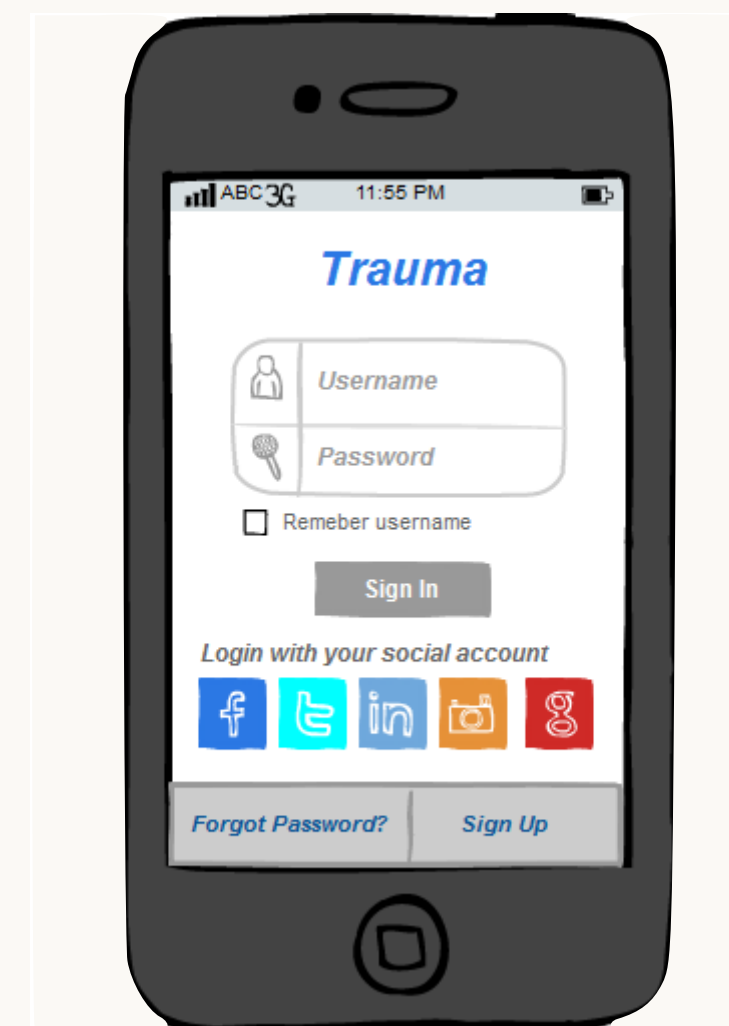 ABC 3G 11:55 PM
Trauma
Username
Password
Remeber username
Sign In
Login with your social account
f t in g
Forgot Password? Sign Up